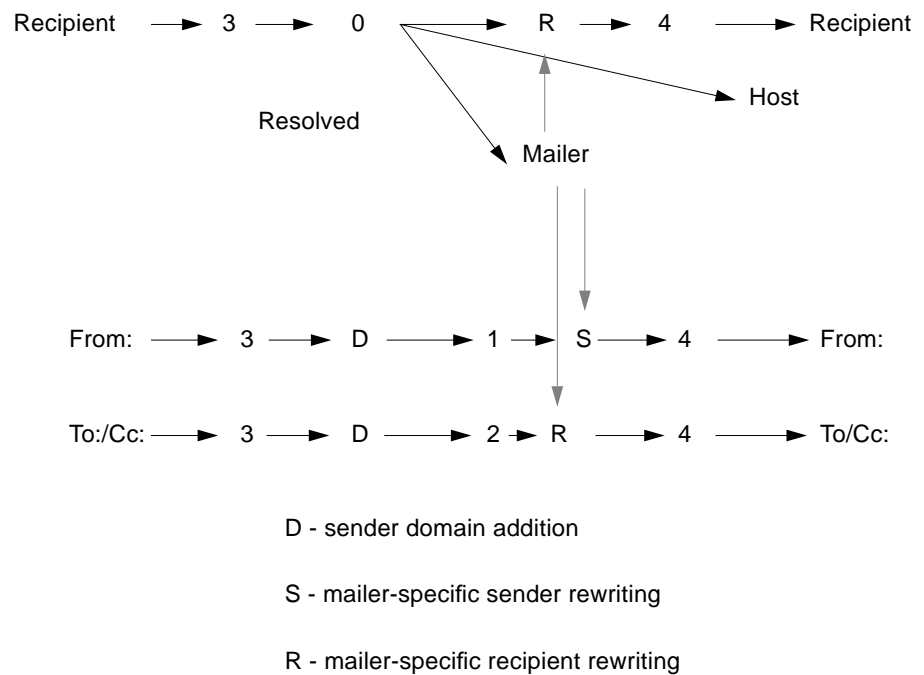 Recipient 3 0 R 4 Recipient
Host
Resolved
Mailer
From: 3 D 1 S 4 From:
To:/Cc: 3 D 2 R 4 To/Cc:
D - sender domain addition
S - mailer-specific sender rewriting
R - mailer-specific recipient rewriting